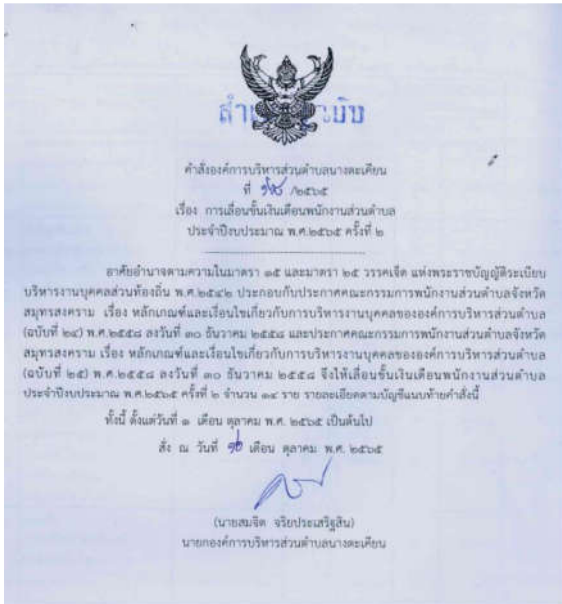 คำสั่งองค์การบริหารส่วนตำบลนางตะเคียน
ที่ /๒๕๖๕
เรื่อง การเลื่อนขั้นเงินเดือนพนักงานส่วนตำบล
ประจำปีงบประมาณ พ.ศ.๒๕๖๕ ครั้งที่ ๒
อาศัยอำนาจตามความในมาตรา ๑๕ และมาตรา ๒๕ วรรคเจ็ด แห่งพระราชบัญญัติระเบียบ
บริหารงานบุคคลส่วนท้องถิ่น พ.ศ.๒๕๔๒ ประกอบกับประกาศคณะกรรมการพนักงานส่วนตำบลจังหวัด
สมุทรสงคราม เรื่อง หลักเกณฑ์และเงื่อนไขเกี่ยวกับการบริหารงานบุคคลขององค์การบริหารส่วนตำบล
(ฉบับที่ ๒๔) พ.ศ.๒๕๕๘ ลงวันที่ ๓๐ ธันวาคม ๒๕๕๘ และประกาศคณะกรรมการพนักงานส่วนตำบลจังหวัด
สมุทรสงคราม เรื่อง หลักเกณฑ์และเงื่อนไขเกี่ยวกับการบริหารงานบุคคลขององค์การบริหารส่วนตำบล
(ฉบับที่ ๒๕) พ.ศ.๒๕๕๘ ลงวันที่ ๓๐ ธันวาคม ๒๕๕๘ จึงให้เลื่อนขั้นเงินเดือนพนักงานส่วนตำบล
ประจำปีงบประมาณ พ.ศ.๒๕๖๕ ครั้งที่ ๒ จำนวน ๑๔ ราย รายละเอียดตามบัญชีแนบท้ายคำสั่งนี้
ทั้งนี้ ตั้งแต่วันที่ ๑ เดือน ตุลาคม พ.ศ. ๒๕๖๕ เป็นต้นไป
สั่ง ณ วันที่ เดือน ตุลาคม พ.ศ. ๒๕๖๕
(นายสมจิต จริยประเสริฐสิน)
นายกองค์การบริหารส่วนตำบลนางตะเคียน